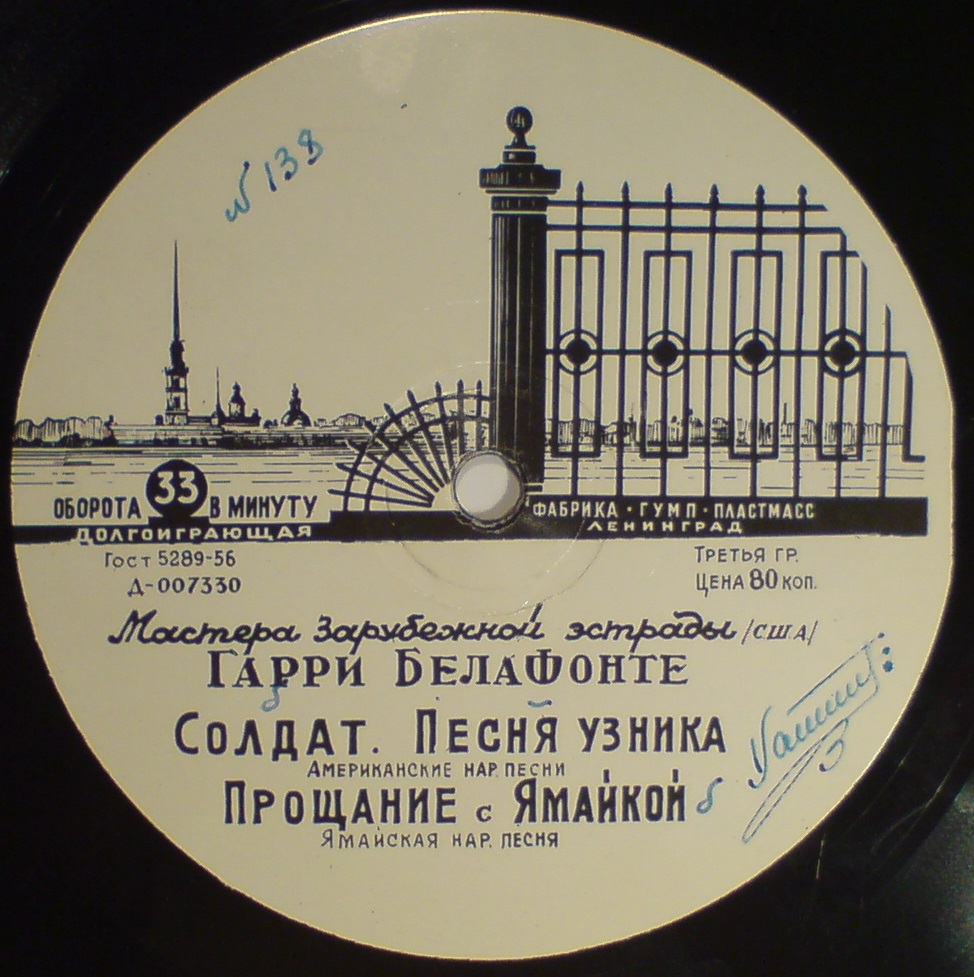 № 138
ОБОРОТА 33 В МИНУТУ
ДОЛГОИГРАЮЩАЯ
ФАБРИКА · ГУМП · ПЛАСТМАСС
ЛЕНИНГРАД
ГОСТ 5289-56
Д-007330
ТРЕТЬЯ ГР.
ЦЕНА 80 КОП.
Мастера Зарубежной эстрады /США/
ГАРРИ БЕЛАФОНТЕ
СОЛДАТ. ПЕСНЯ УЗНИКА
АМЕРИКАНСКИЕ НАР. ПЕСНИ
ПРОЩАНИЕ С ЯМАЙКОЙ
ЯМАЙСКАЯ НАР. ПЕСНЯ